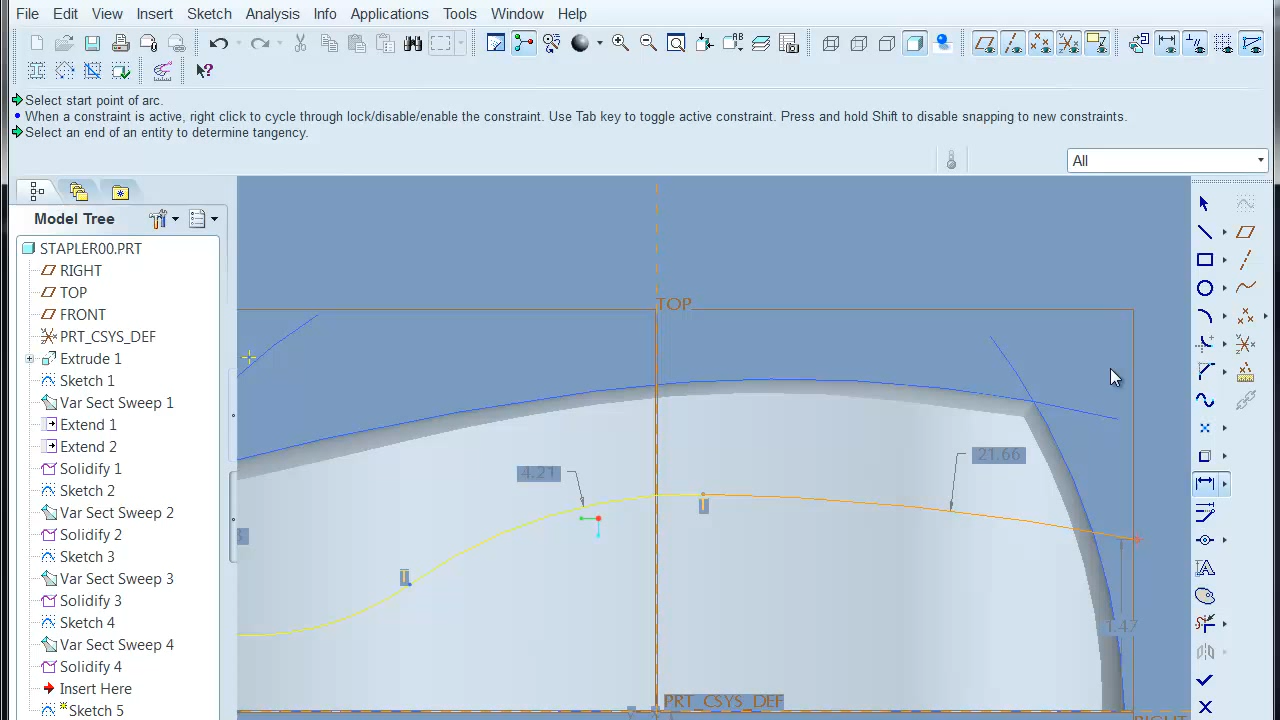 File Edit View Insert Sketch Analysis Info Applications Tools Window Help
Select start point of arc.
When a constraint is active, right click to cycle through lock/disable/enable the constraint. Use Tab key to toggle active constraint. Press and hold Shift to disable snapping to new constraints.
Select an end of an entity to determine tangency.
All
Model Tree
STAPLER00.PRT
RIGHT
TOP
FRONT
PRT_CSYS_DEF
Extrude 1
Sketch 1
Var Sect Sweep 1
Extend 1
Extend 2
Solidify 1
Sketch 2
Var Sect Sweep 2
Solidify 2
Sketch 3
Var Sect Sweep 3
Solidify 3
Sketch 4
Var Sect Sweep 4
Solidify 4
Insert Here
Sketch 5
TOP
21.66
4.21
T
T
1.47
PRT_CSYS_DEF
RIGHT